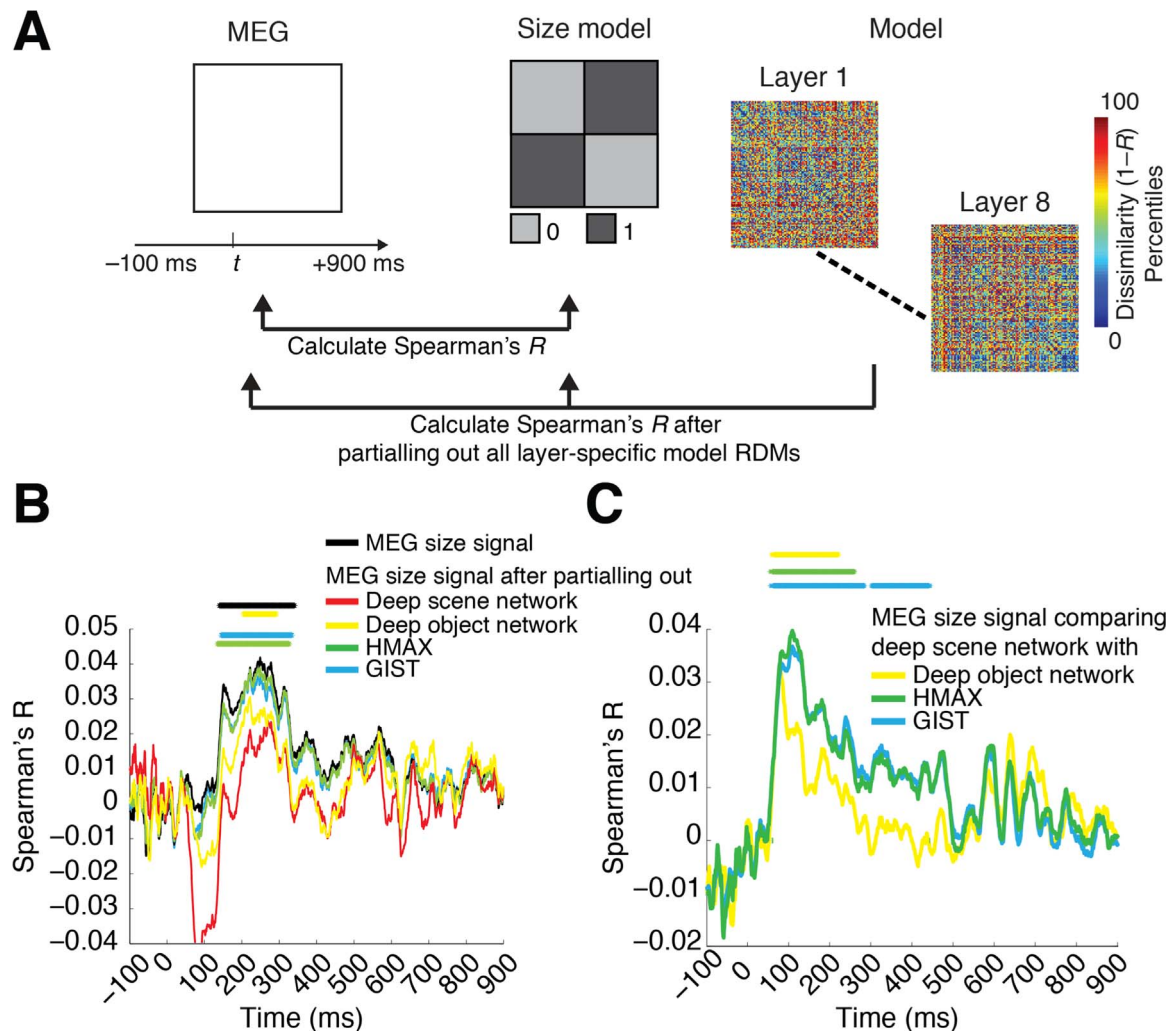 A
MEG
Size model
Model
Layer 1
Layer 8
100
0
Dissimilarity (1–R)
Percentiles
0
1
–100 ms
t
+900 ms
Calculate Spearman's R
Calculate Spearman's R after
partialling out all layer-specific model RDMs
B
MEG size signal
MEG size signal after partialling out
Deep scene network
Deep object network
HMAX
GIST
Spearman's R
0.05
0.04
0.03
0.02
0.01
0
–0.01
–0.02
–0.03
–0.04
–100
0
–100
200
300
400
500
600
700
800
900
Time (ms)
C
MEG size signal comparing
deep scene network with
Deep object network
HMAX
GIST
Spearman's R
0.04
0.03
0.02
0.01
0
–0.01
–0.02
–100
0
100
200
300
400
500
600
700
800
900
Time (ms)